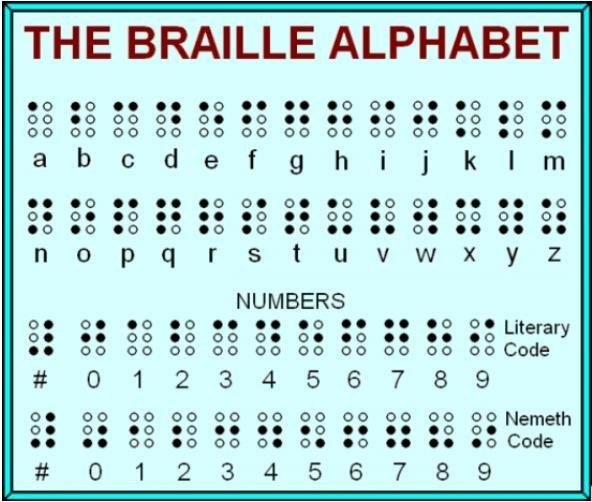 THE BRAILLE ALPHABET
a b c d e f g h i j k l m
n o p q r s t u v w x y z
NUMBERS
Literary
Code
# 0 1 2 3 4 5 6 7 8 9
Nemeth
Code
# 0 1 2 3 4 5 6 7 8 9